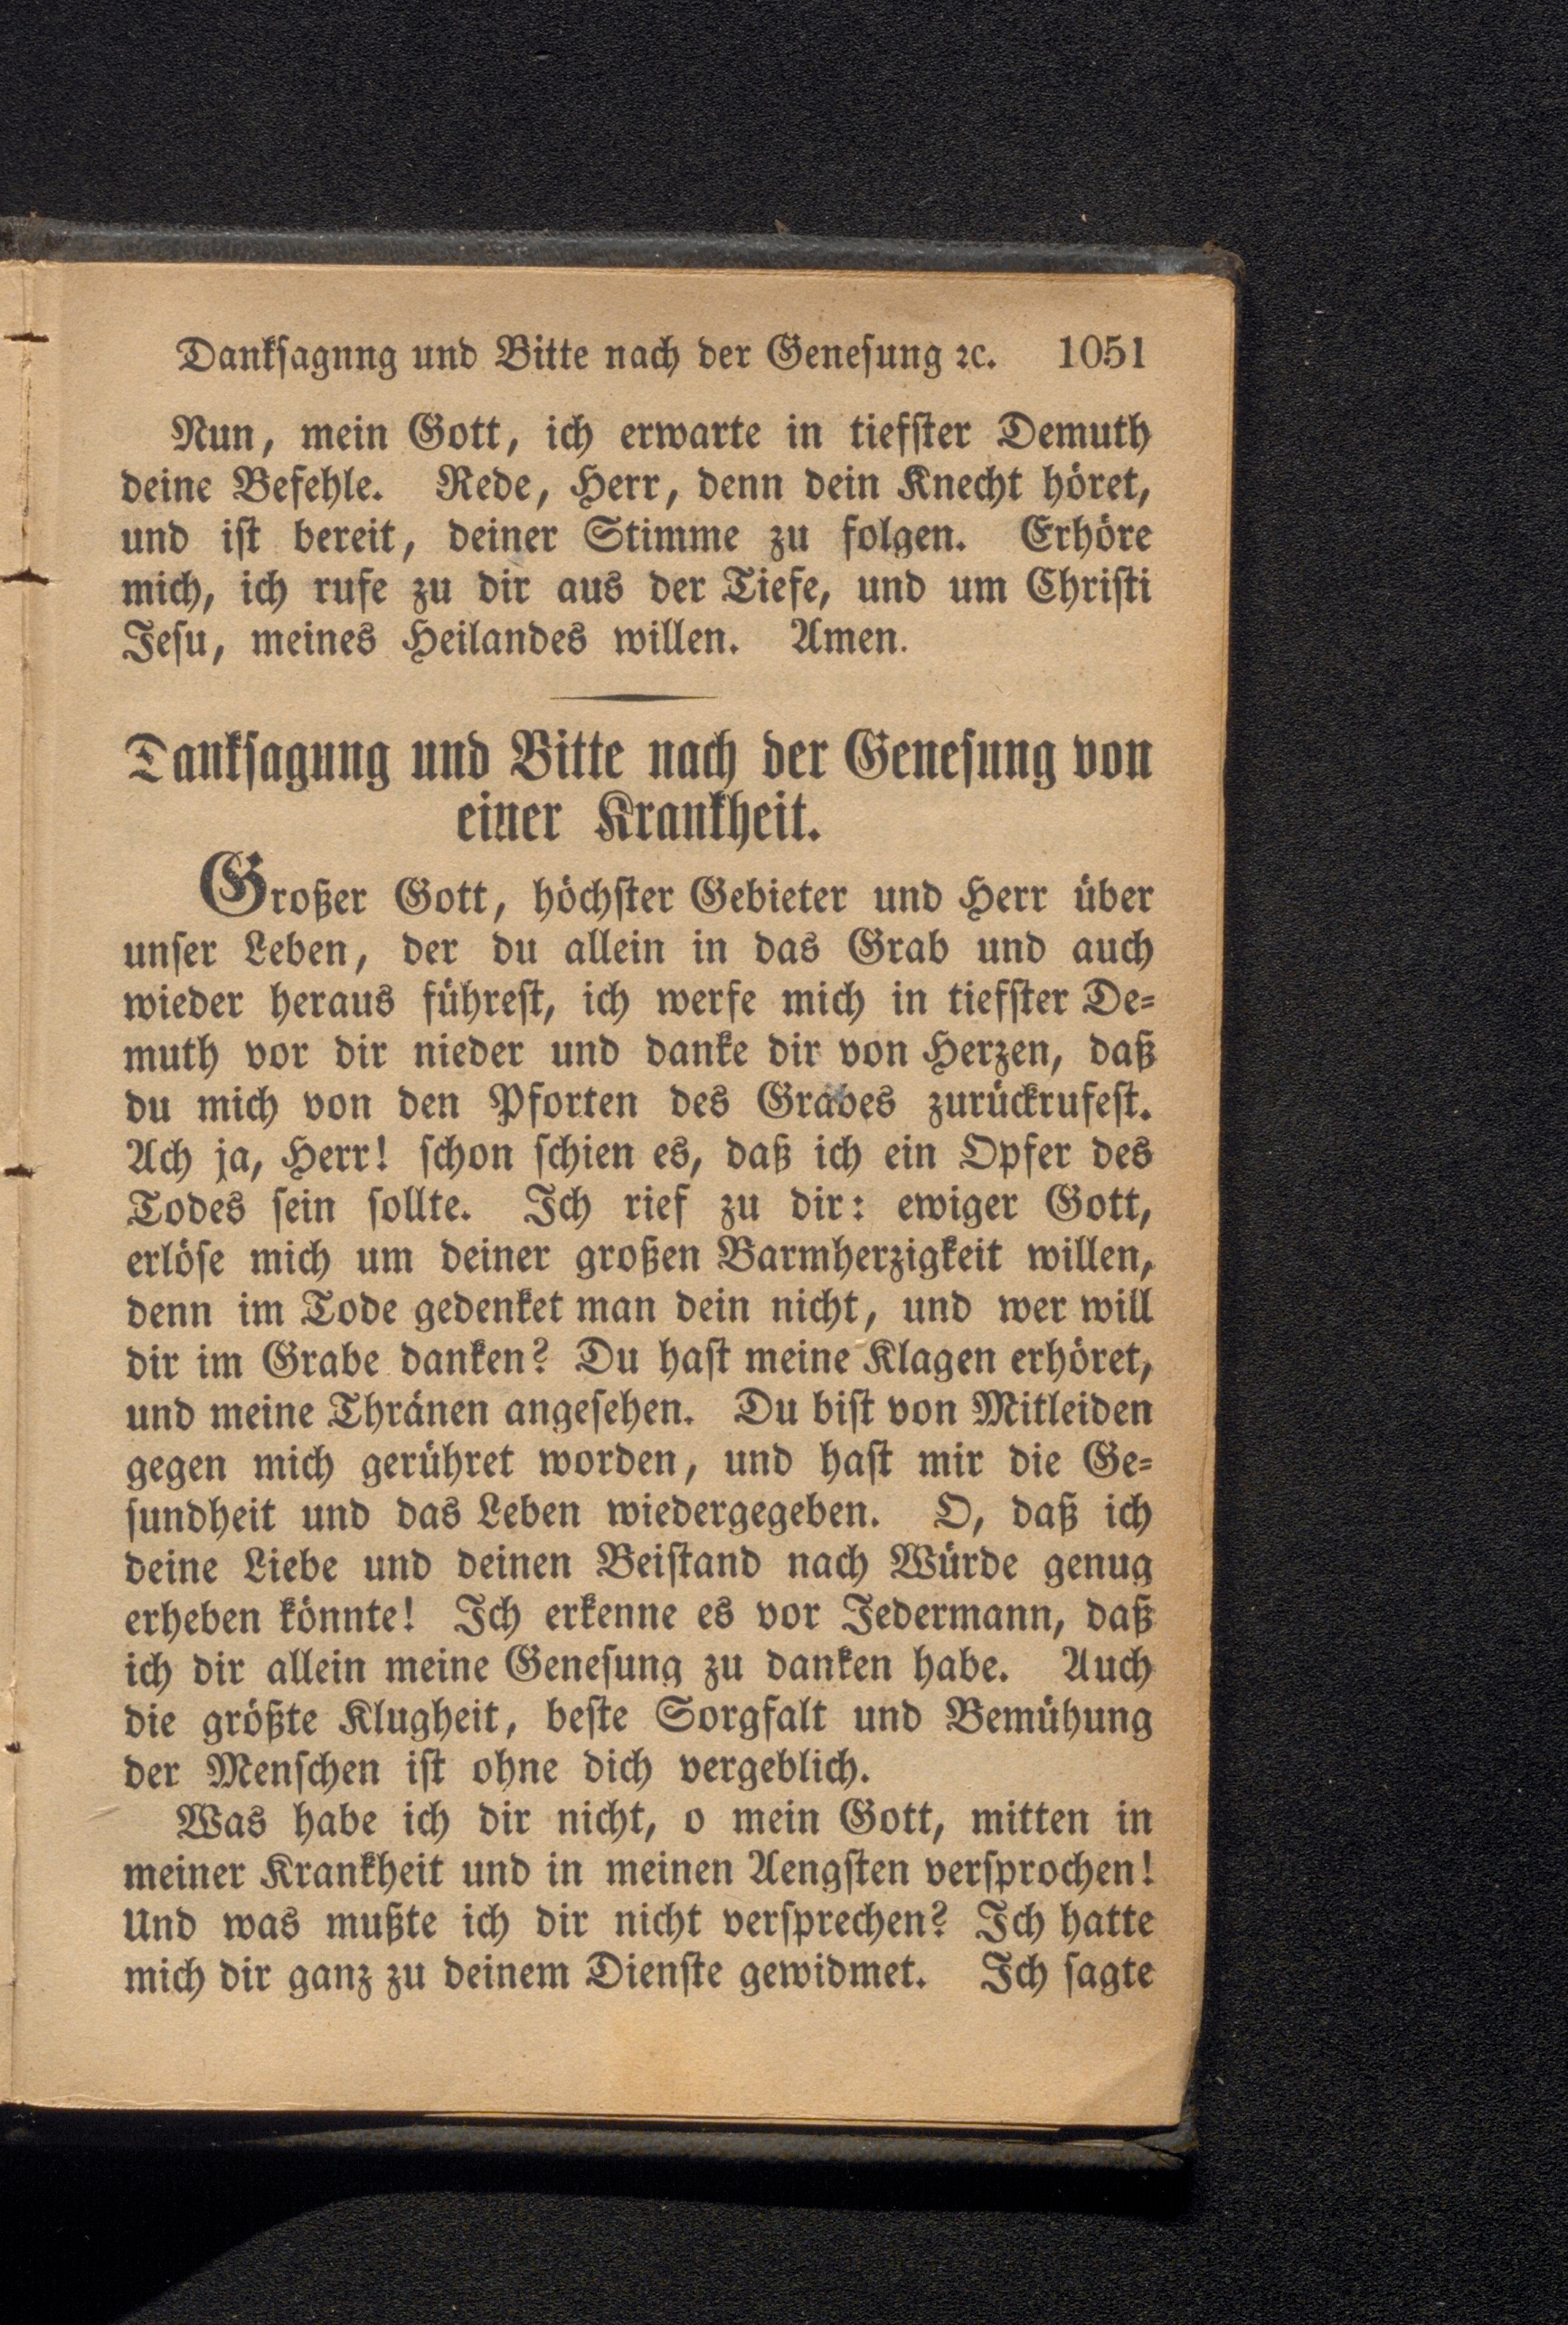 Dankſagnng und Bitte nach der Geneſung ꝛc. 1051
Nun, mein Gott, ich erwarte in tiefſter Demuth
deine Befehle. Rede, Herr, denn dein Knecht höret,
und iſt bereit, deiner Stimme zu folgen. Erhöre
mich, ich rufe zu dir aus der Tiefe, und um Chriſti
Jeſu, meines Heilandes willen. Amen.
Dankſagung und Bitte nach der Geneſung von
einer Krankheit.
Großer Gott, höchſter Gebieter und Herr über
unſer Leben, der du allein in das Grab und auch
wieder heraus führeſt, ich werfe mich in tiefſter De-
muth vor dir nieder und danke dir von Herzen, daß
du mich von den Pforten des Grabes zurückrufeſt.
Ach ja, Herr! ſchon ſchien es, daß ich ein Opfer des
Todes ſein ſollte. Ich rief zu dir: ewiger Gott,
erlöſe mich um deiner großen Barmherzigkeit willen,
denn im Tode gedenket man dein nicht, und wer will
dir im Grabe danken? Du haſt meine Klagen erhöret,
und meine Thränen angeſehen. Du biſt von Mitleiden
gegen mich gerühret worden, und haſt mir die Ge-
ſundheit und das Leben wiedergegeben. O, daß ich
deine Liebe und deinen Beiſtand nach Würde genug
erheben könnte! Ich erkenne es vor Jedermann, daß
ich dir allein meine Geneſung zu danken habe. Auch
die größte Klugheit, beſte Sorgfalt und Bemühung
der Menſchen iſt ohne dich vergeblich.
Was habe ich dir nicht, o mein Gott, mitten in
meiner Krankheit und in meinen Aengſten verſprochen!
Und was mußte ich dir nicht verſprechen? Ich hatte
mich dir ganz zu deinem Dienſte gewidmet. Ich ſagte